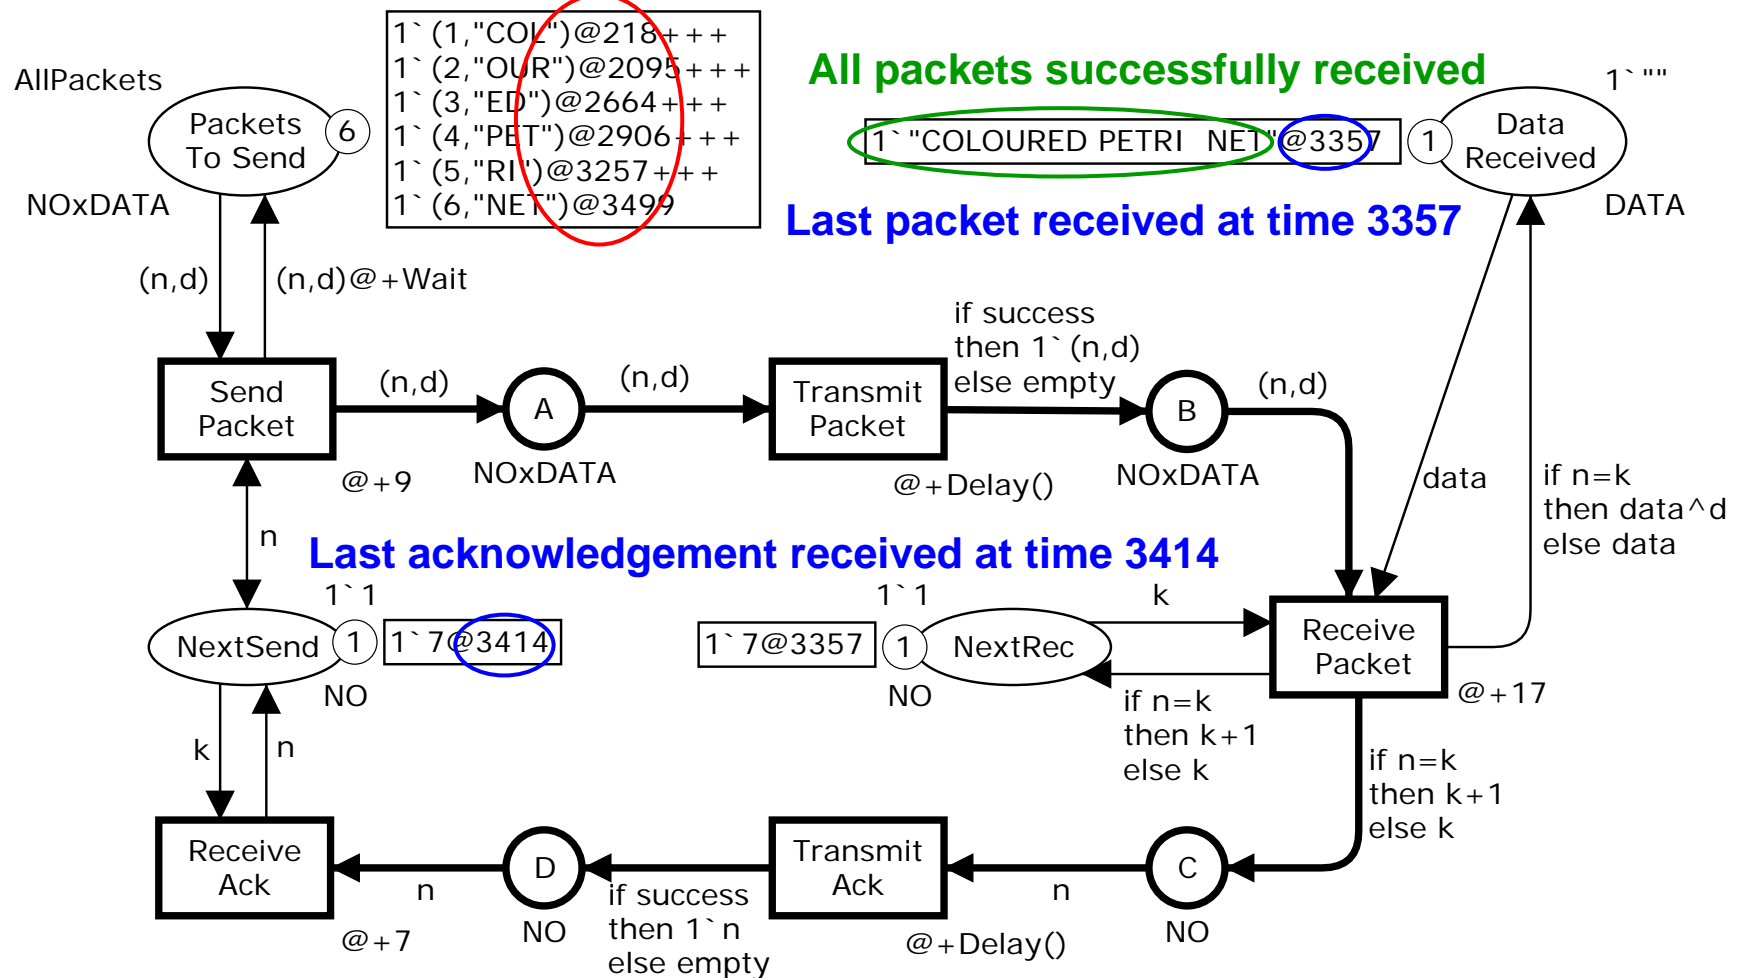 AllPackets
Packets
To Send
6
NOxDATA
1`(1,"COL")@218+++
1`(2,"OUR")@2095+++
1`(3,"ED")@2664+++
1`(4,"PET")@2906+++
1`(5,"RI")@3257+++
1`(6,"NET")@3499
All packets successfully received
1`"COLOURED PETRI  NET"@3357
1
1`""
Data
Received
DATA
Last packet received at time 3357
(n,d)
(n,d)@+Wait
Send
Packet
@+9
(n,d)
A
NOxDATA
(n,d)
Transmit
Packet
@+Delay()
if success
then 1`(n,d)
else empty
B
NOxDATA
(n,d)
data
if n=k
then data^d
else data
n
Last acknowledgement received at time 3414
1`1
NextSend
1
1`7@3414
NO
1`7@3357
1
1`1
NextRec
NO
k
if n=k
then k+1
else k
Receive
Packet
@+17
if n=k
then k+1
else k
k
n
Receive
Ack
@+7
n
D
NO
if success
then 1`n
else empty
Transmit
Ack
@+Delay()
n
C
NO